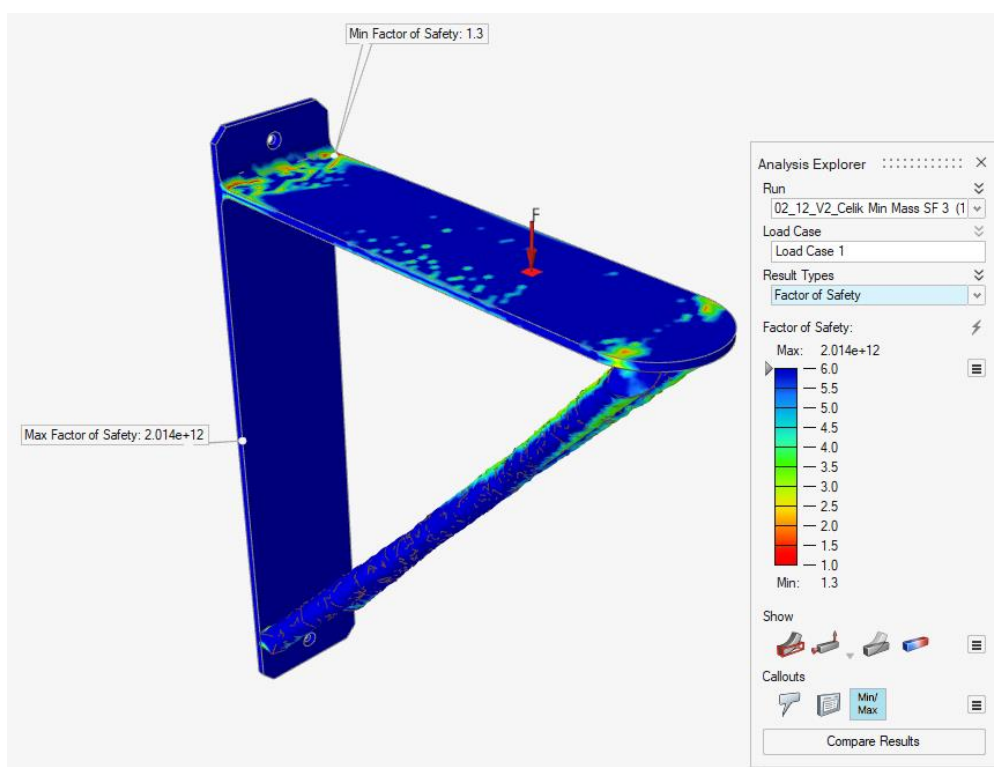 Min Factor of Safety: 1.3
F
Max Factor of Safety: 2.014e+12
Analysis Explorer
Run
02_12_V2_Celik Min Mass SF 3 (1
Load Case
Load Case 1
Result Types
Factor of Safety
Factor of Safety:
Max: 2.014e+12
6.0
5.5
5.0
4.5
4.0
3.5
3.0
2.5
2.0
1.5
1.0
Min: 1.3
Show
Callouts
Min/
Max
Compare Results